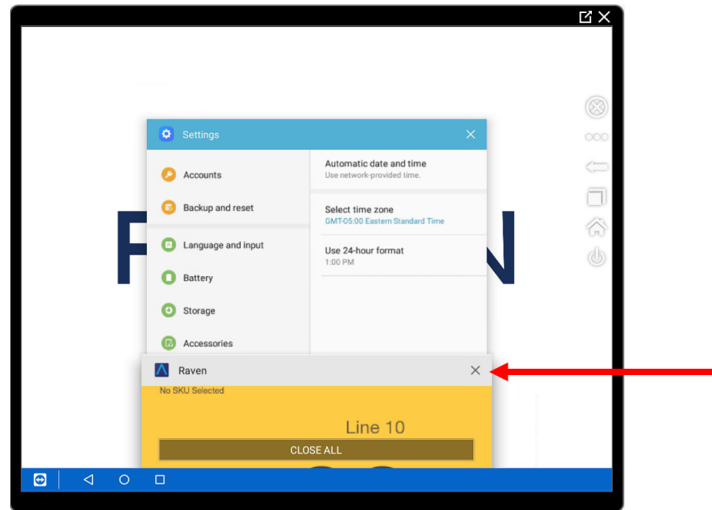 Settings
Accounts
Backup and reset
Language and input
Battery
Storage
Accessories
Automatic date and time
Use network-provided time.
Select time zone
GMT-05:00 Eastern Standard Time
Use 24-hour format
1:00 PM
Raven
No SKU Selected
Line 10
CLOSE ALL